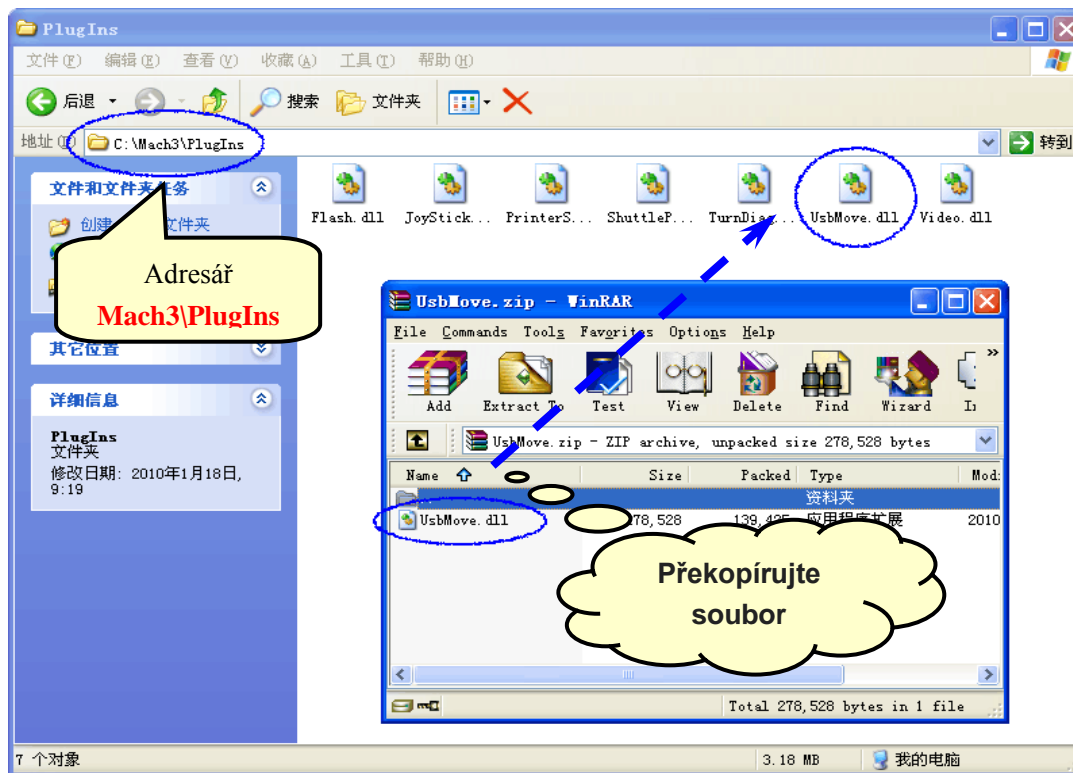 PlugIns
文件(F) 编辑(E) 查看(V) 收藏(A) 工具(T) 帮助(H)
后退 搜索 文件夹
地址(D) C:\Mach3\PlugIns 转到
文件和文件夹任务
创建 文件夹
Adresář
Mach3\PlugIns
其它位置
详细信息
PlugIns
文件夹
修改日期: 2010年1月18日,
9:19
Flash.dll JoyStick... PrinterS... ShuttleP... TurnDiag... UsbMove.dll Video.dll
UsbMove.zip - WinRAR
File Commands Tools Favorites Options Help
Add Extract To Test View Delete Find Wizard
UsbMove.zip - ZIP archive, unpacked size 278,528 bytes
Name Size Packed Type
.. 资料夹
UsbMove.dll 278,528 139,425 应用程序扩展 2010
Překopírujte
soubor
Total 278,528 bytes in 1 file
7 个对象 3.18 MB 我的电脑